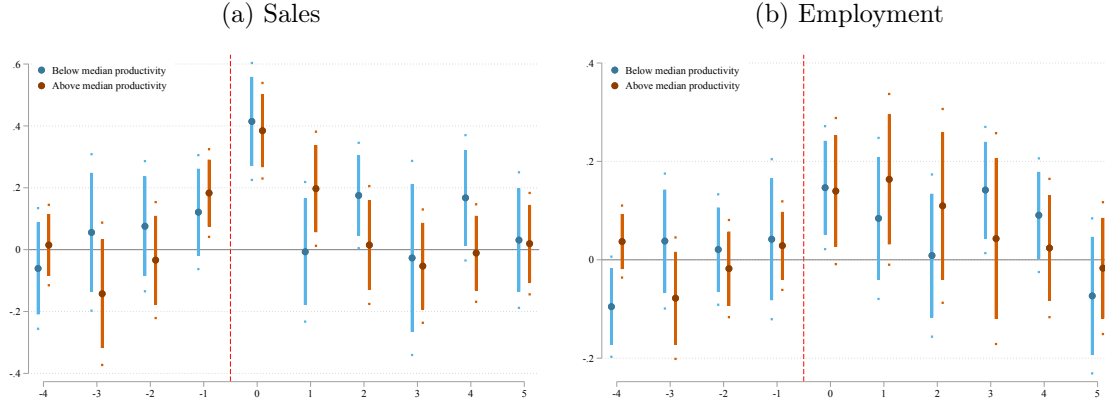 (a) Sales
(b) Employment
Below median productivity
Above median productivity
.6
.4
.2
0
-.2
-.4
-4 -3 -2 -1 0 1 2 3 4 5
Below median productivity
Above median productivity
.4
.2
0
-.2
-4 -3 -2 -1 0 1 2 3 4 5